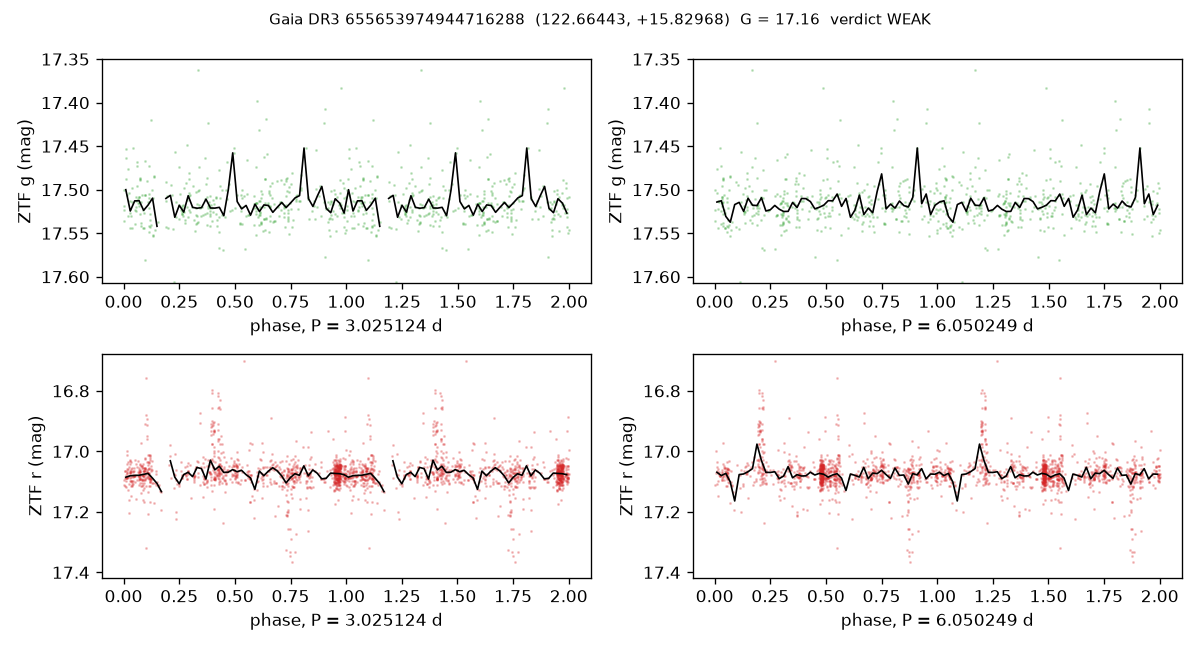 Gaia DR3 655653974944716288  (122.66443, +15.82968)  G = 17.16  verdict WEAK
17.35
17.40
17.45
17.50
17.55
17.60
ZTF g (mag)
0.00 0.25 0.50 0.75 1.00 1.25 1.50 1.75 2.00
phase, P = 3.025124 d
17.35
17.40
17.45
17.50
17.55
17.60
ZTF g (mag)
0.00 0.25 0.50 0.75 1.00 1.25 1.50 1.75 2.00
phase, P = 6.050249 d
16.8
17.0
17.2
17.4
ZTF r (mag)
0.00 0.25 0.50 0.75 1.00 1.25 1.50 1.75 2.00
phase, P = 3.025124 d
16.8
17.0
17.2
17.4
ZTF r (mag)
0.00 0.25 0.50 0.75 1.00 1.25 1.50 1.75 2.00
phase, P = 6.050249 d